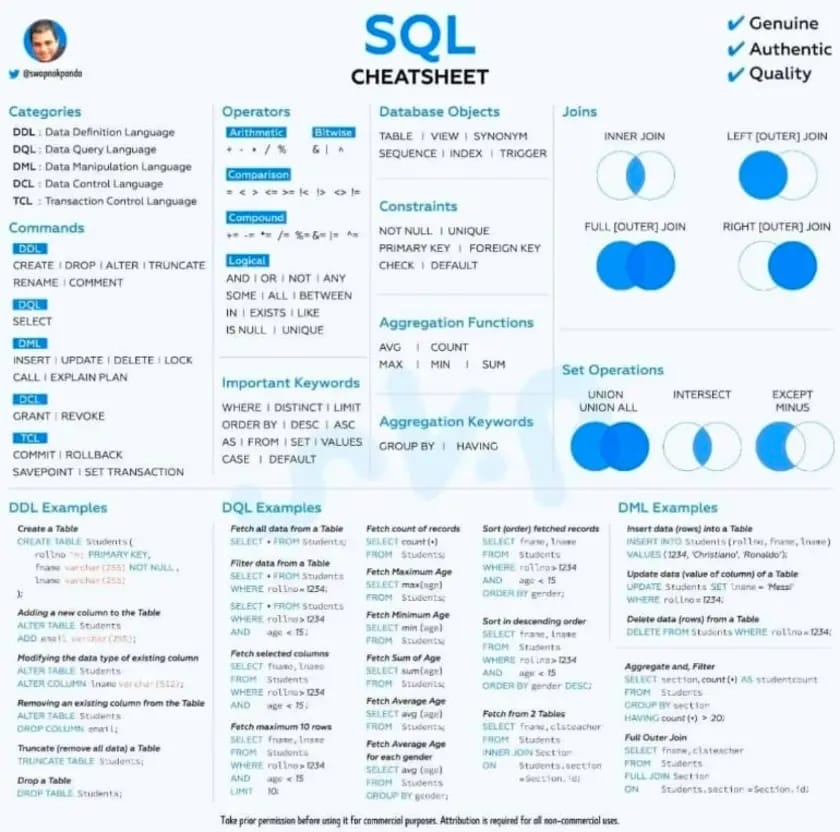 SQL
CHEATSHEET
@swapnakpanda
✔ Genuine
✔ Authentic
✔ Quality
Categories
DDL : Data Definition Language
DQL : Data Query Language
DML : Data Manipulation Language
DCL : Data Control Language
TCL : Transaction Control Language
Commands
DDL
CREATE | DROP | ALTER | TRUNCATE
RENAME | COMMENT
DQL
SELECT
DML
INSERT | UPDATE | DELETE | LOCK
CALL | EXPLAIN PLAN
DCL
GRANT | REVOKE
TCL
COMMIT | ROLLBACK
SAVEPOINT | SET TRANSACTION
Operators
Arithmetic Bitwise
+ - * / % & | ^
Comparison
= < > <= >= !< !> <> !=
Compound
+= -= *= /= %= &= |= ^=
Logical
AND | OR | NOT | ANY
SOME | ALL | BETWEEN
IN | EXISTS | LIKE
IS NULL | UNIQUE
Important Keywords
WHERE | DISTINCT | LIMIT
ORDER BY | DESC | ASC
AS | FROM | SET | VALUES
CASE | DEFAULT
Database Objects
TABLE | VIEW | SYNONYM
SEQUENCE | INDEX | TRIGGER
Constraints
NOT NULL | UNIQUE
PRIMARY KEY | FOREIGN KEY
CHECK | DEFAULT
Aggregation Functions
AVG | COUNT
MAX | MIN | SUM
Aggregation Keywords
GROUP BY | HAVING
Joins
INNER JOIN
LEFT [OUTER] JOIN
FULL [OUTER] JOIN
RIGHT [OUTER] JOIN
Set Operations
UNION
UNION ALL
INTERSECT
EXCEPT
MINUS
DDL Examples
Create a Table
CREATE TABLE Students(
rollno PRIMARY KEY,
fname varchar(255) NOT NULL,
lname varchar(255)
);
Adding a new column to the Table
ALTER TABLE Students
ADD email varchar(255);
Modifying the data type of existing column
ALTER TABLE Students
ALTER COLUMN lname varchar(512);
Removing an existing column from the Table
ALTER TABLE Students
DROP COLUMN email;
Truncate (remove all data) a Table
TRUNCATE TABLE Students;
Drop a Table
DROP TABLE Students;
DQL Examples
Fetch all data from a Table
SELECT * FROM Students;
Filter data from a Table
SELECT * FROM Students
WHERE rollno=1234;
SELECT * FROM Students
WHERE rollno>1234
AND age < 15;
Fetch selected columns
SELECT fname, lname
FROM Students
WHERE rollno>1234
AND age < 15;
Fetch maximum 10 rows
SELECT fname, lname
FROM Students
WHERE rollno>1234
AND age < 15
LIMIT 10;
Fetch count of records
SELECT count(*)
FROM Students;
Fetch Maximum Age
SELECT max(age)
FROM Students;
Fetch Minimum Age
SELECT min (age)
FROM Students;
Fetch Sum of Age
SELECT sum(age)
FROM Students;
Fetch Average Age
SELECT avg (age)
FROM Students;
Fetch Average Age
for each gender
SELECT avg (age)
FROM Students
GROUP BY gender;
Sort (order) fetched records
SELECT fname, lname
FROM Students
WHERE rollno>1234
AND age < 15
ORDER BY gender;
Sort in descending order
SELECT fname, lname
FROM Students
WHERE rollno>1234
AND age < 15
ORDER BY gender DESC;
Fetch from 2 Tables
SELECT fname, clsteacher
FROM Students
INNER JOIN Section
ON Students.section
=Section.id;
DML Examples
Insert data (rows) into a Table
INSERT INTO Students (rollno, fname, lname)
VALUES (1234, 'Christiano', 'Ronaldo');
Update data (value of column) of a Table
UPDATE Students SET lname = 'Messi'
WHERE rollno=1234;
Delete data (rows) from a Table
DELETE FROM Students WHERE rollno=1234;
Aggregate and, Filter
SELECT section, count(*) AS studentcount
FROM Students
GROUP BY section
HAVING count(*) > 20;
Full Outer Join
SELECT fname, clsteacher
FROM Students
FULL JOIN Section
ON Students.section =Section.id;
Take prior permission before using it for commercial purposes. Attribution is required for all non-commercial uses.